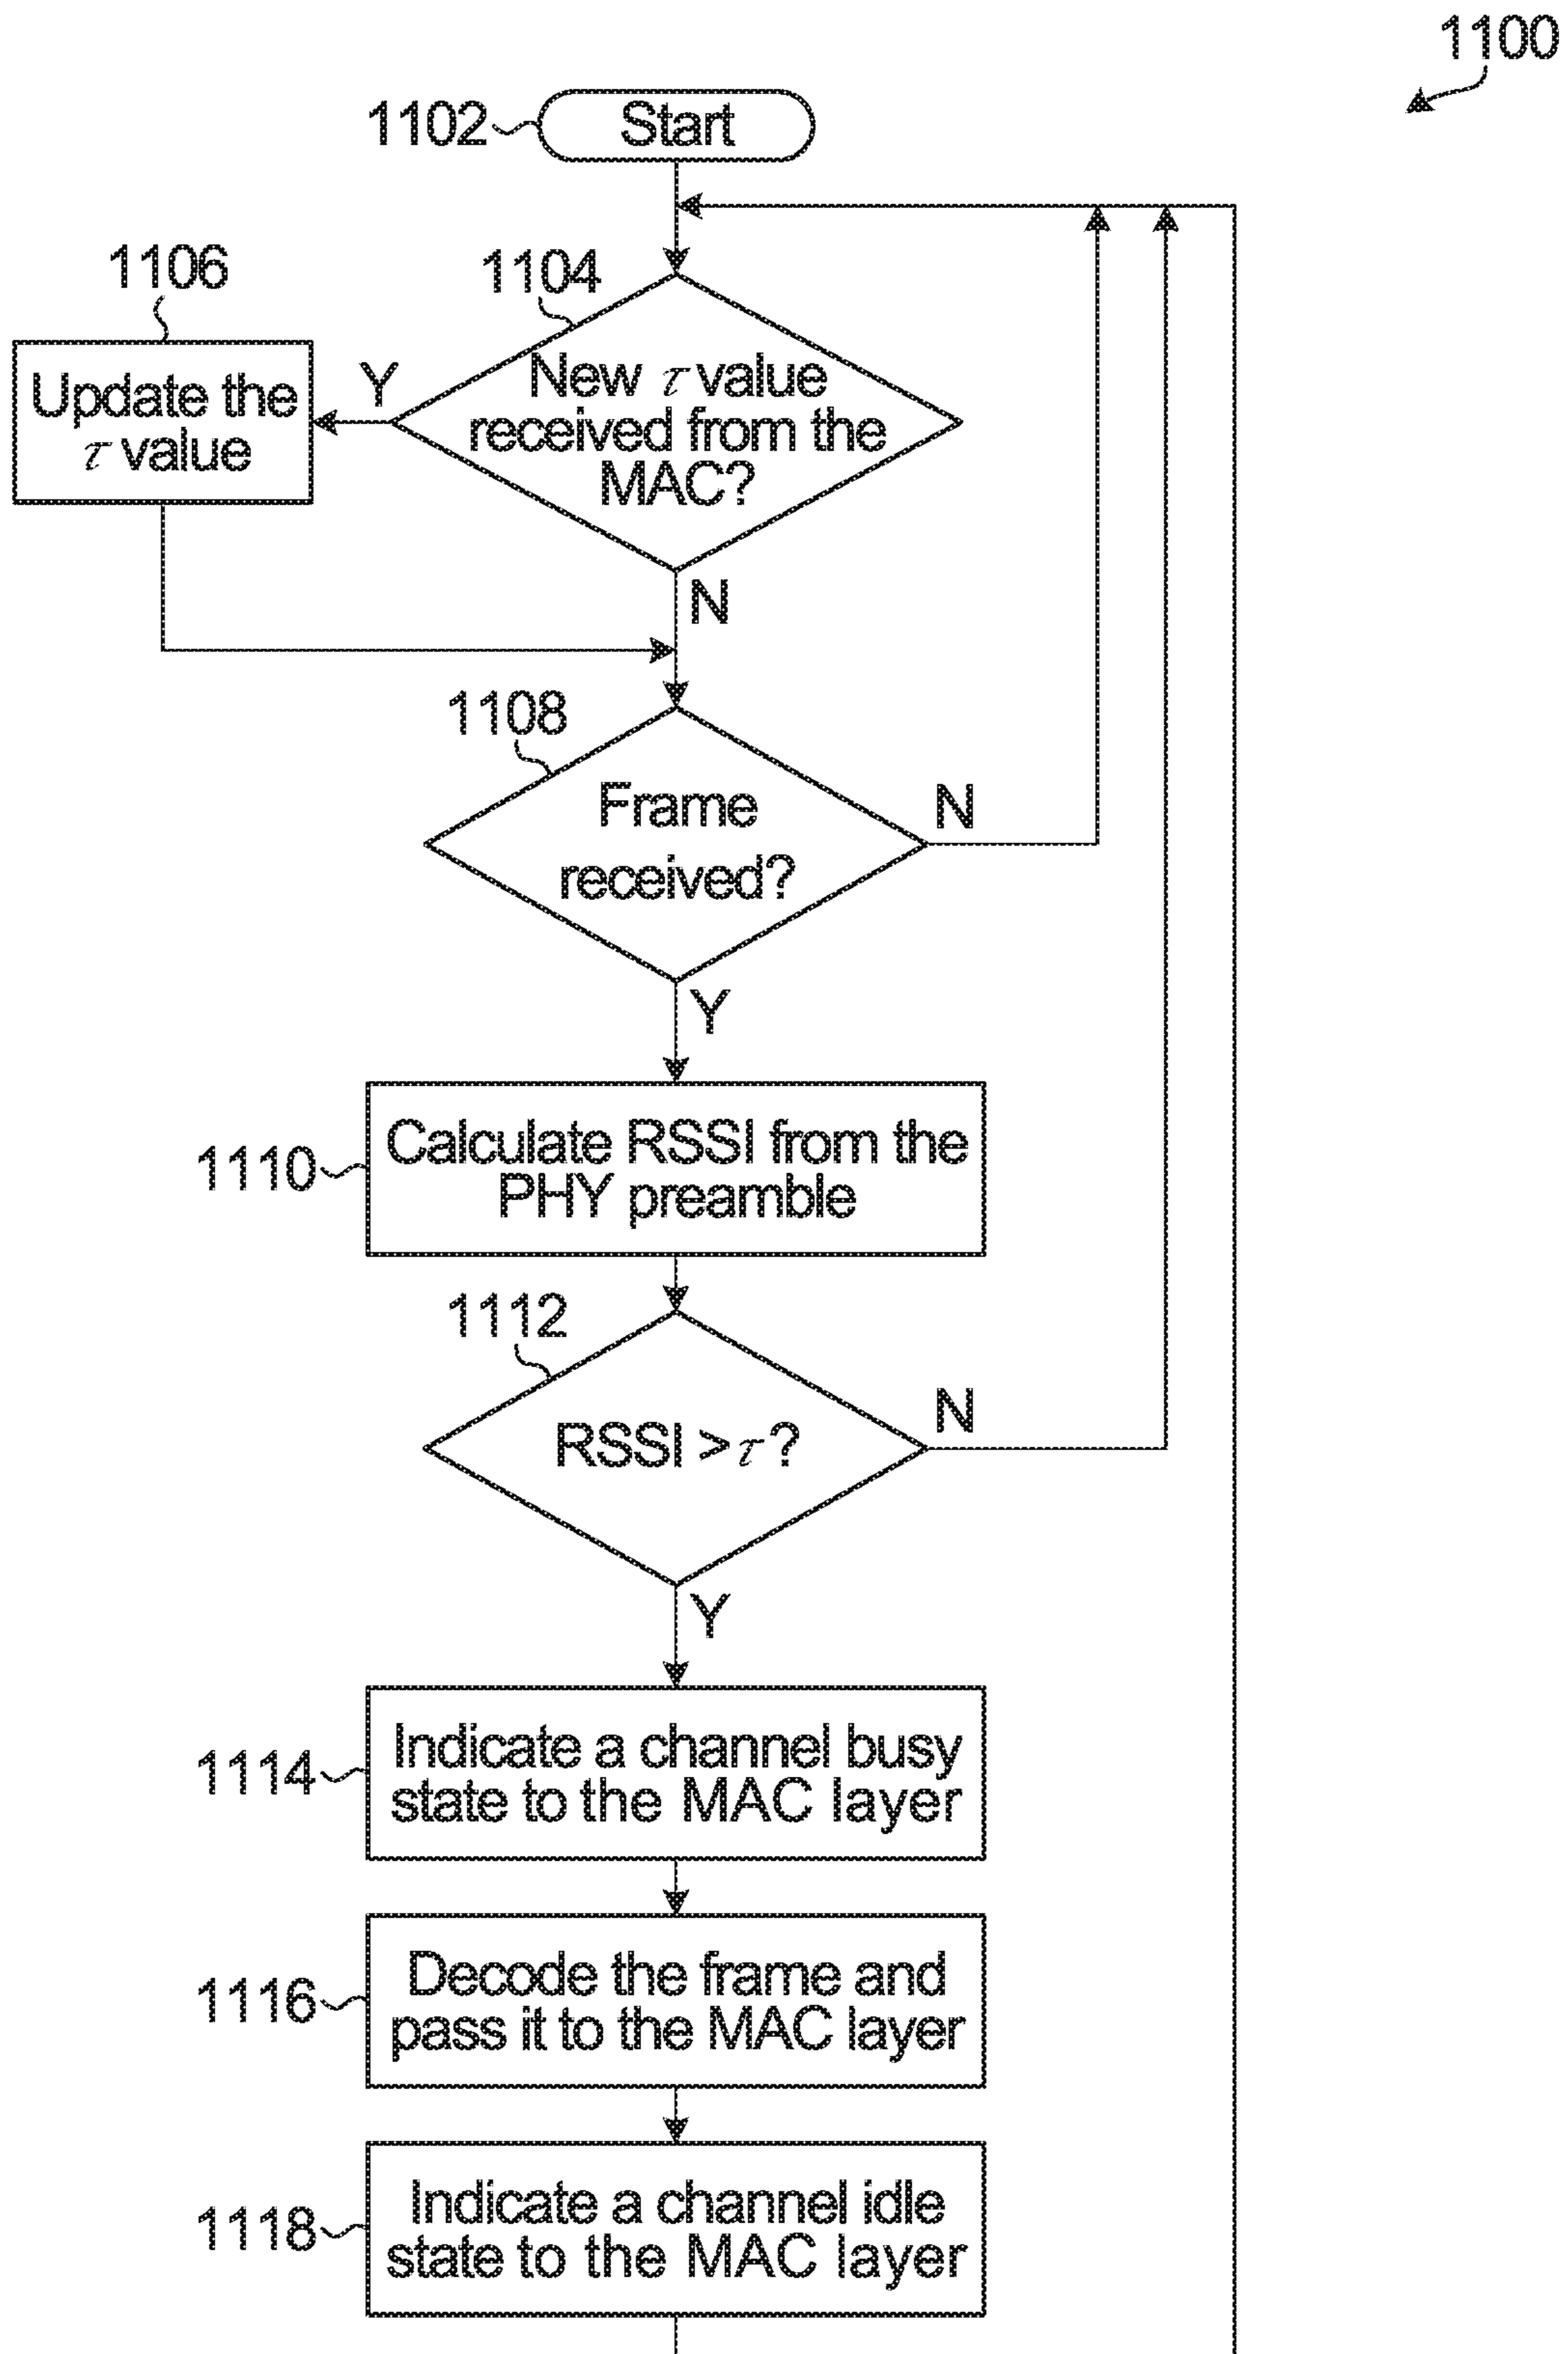 1100
1102
Start
1106
1104
Update the
τ value
Y
New τ value
received from the
MAC?
N
1108
Frame
received?
N
Y
1110
Calculate RSSI from the
PHY preamble
1112
RSSI > τ ?
N
Y
1114
Indicate a channel busy
state to the MAC layer
1116
Decode the frame and
pass it to the MAC layer
1118
Indicate a channel idle
state to the MAC layer